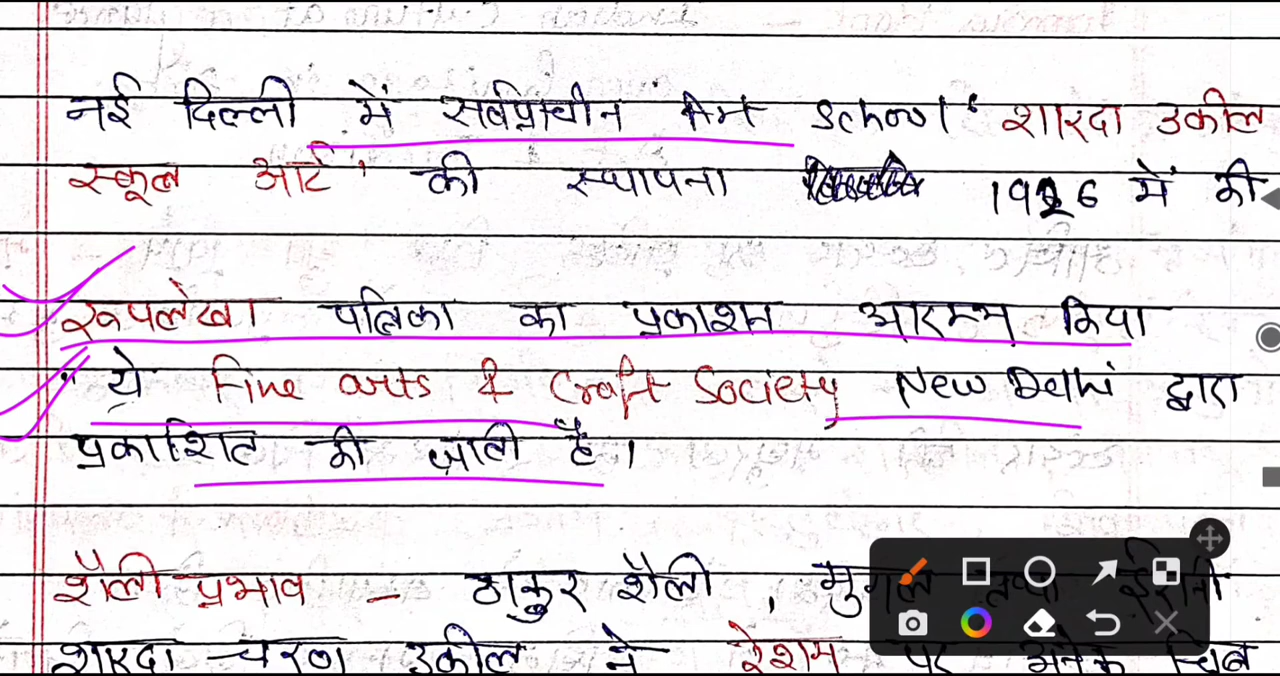 नई दिल्ली में सर्वप्राचीन School 'शारदा उकील
स्कूल आर्ट' की स्थापना 1926 में की
रूपलेखा पत्रिका का प्रकाशन आरम्भ किया
ये Fine arts & Craft Society New Delhi द्वारा
प्रकाशित की जाती है।
शैली प्रभाव - ठाकुर शैली, मुगल तथा ईरानी
शारदा चरण उकील ने रेशम पर अनेक चित्र